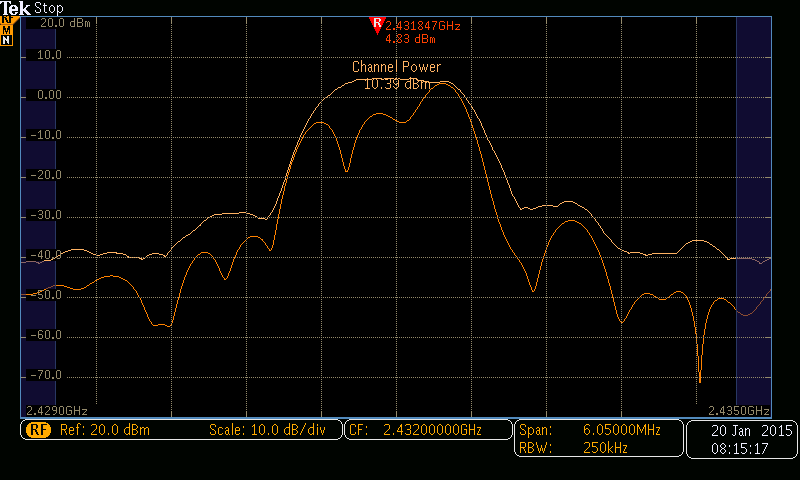 Tek Stop
R
M
N
20.0 dBm
R 2.431847GHz
4.83 dBm
10.0
Channel Power
10.39 dBm
0.00
-10.0
-20.0
-30.0
-40.0
-50.0
-60.0
-70.0
2.4290GHz 2.4350GHz
RF Ref: 20.0 dBm Scale: 10.0 dB/div CF: 2.43200000GHz Span: 6.05000MHz 20 Jan 2015
RBW: 250kHz 08:15:17